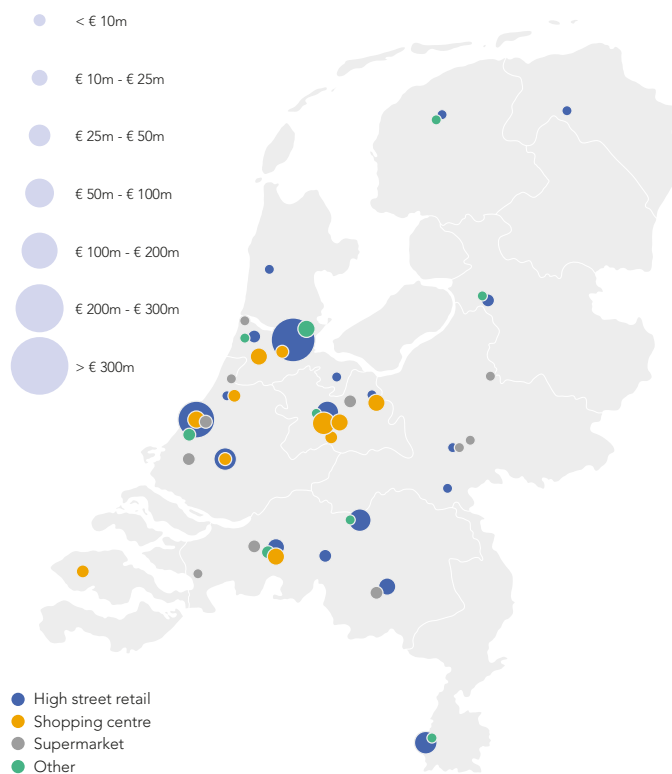 < € 10m
€ 10m - € 25m
€ 25m - € 50m
€ 50m - € 100m
€ 100m - € 200m
€ 200m - € 300m
> € 300m
High street retail
Shopping centre
Supermarket
Other